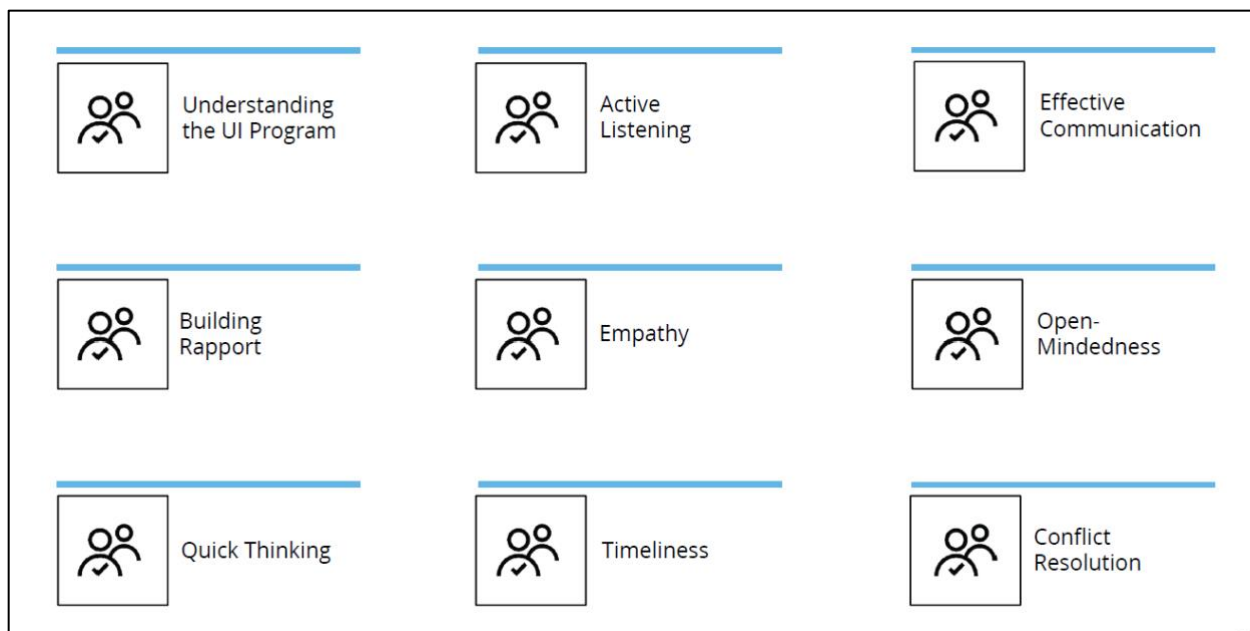 Understanding
the UI Program
Active
Listening
Effective
Communication
Building
Rapport
Empathy
Open-
Mindedness
Quick Thinking
Timeliness
Conflict
Resolution